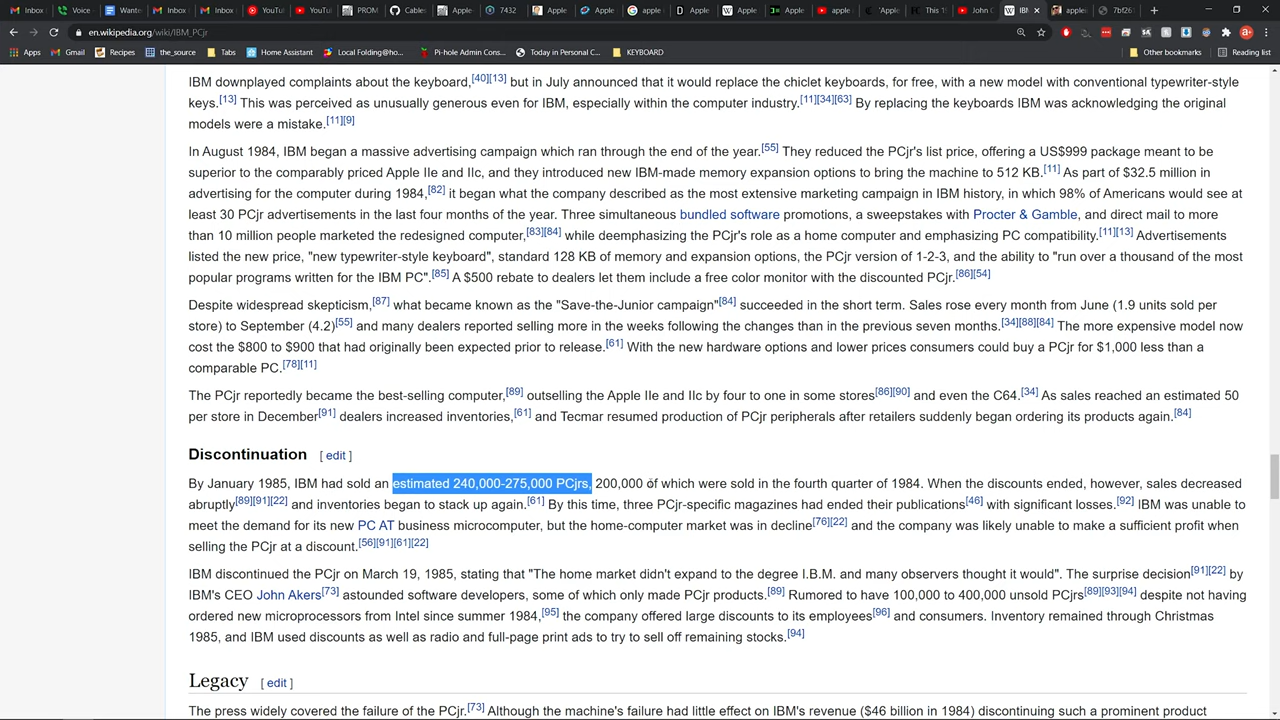 Inbox Voice Wante Inbox Inbox YouTu YouTu PROM Cables Apple 7432 Apple Apple apple Apple Apple Apple apple "Apple This T John C IBM apple 7bf26
en.wikipedia.org/wiki/IBM_PCjr
Apps Gmail Recipes the_source Tabs Home Assistant Local Folding@ho... Pi-hole Admin Cons... Today in Personal C... KEYBOARD Other bookmarks Reading list
IBM downplayed complaints about the keyboard,[40][13] but in July announced that it would replace the chiclet keyboards, for free, with a new model with conventional typewriter-style
keys.[13] This was perceived as unusually generous even for IBM, especially within the computer industry.[11][34][63] By replacing the keyboards IBM was acknowledging the original
models were a mistake.[11][9]
In August 1984, IBM began a massive advertising campaign which ran through the end of the year.[55] They reduced the PCjr's list price, offering a US$999 package meant to be
superior to the comparably priced Apple IIe and IIc, and they introduced new IBM-made memory expansion options to bring the machine to 512 KB.[11] As part of $32.5 million in
advertising for the computer during 1984,[82] it began what the company described as the most extensive marketing campaign in IBM history, in which 98% of Americans would see at
least 30 PCjr advertisements in the last four months of the year. Three simultaneous bundled software promotions, a sweepstakes with Procter & Gamble, and direct mail to more
than 10 million people marketed the redesigned computer,[83][84] while deemphasizing the PCjr's role as a home computer and emphasizing PC compatibility.[11][13] Advertisements
listed the new price, "new typewriter-style keyboard", standard 128 KB of memory and expansion options, the PCjr version of 1-2-3, and the ability to "run over a thousand of the most
popular programs written for the IBM PC".[85] A $500 rebate to dealers let them include a free color monitor with the discounted PCjr.[86][54]
Despite widespread skepticism,[87] what became known as the "Save-the-Junior campaign"[84] succeeded in the short term. Sales rose every month from June (1.9 units sold per
store) to September (4.2)[55] and many dealers reported selling more in the weeks following the changes than in the previous seven months.[34][88][84] The more expensive model now
cost the $800 to $900 that had originally been expected prior to release.[61] With the new hardware options and lower prices consumers could buy a PCjr for $1,000 less than a
comparable PC.[78][11]
The PCjr reportedly became the best-selling computer,[89] outselling the Apple IIe and IIc by four to one in some stores[86][90] and even the C64.[34] As sales reached an estimated 50
per store in December[91] dealers increased inventories,[61] and Tecmar resumed production of PCjr peripherals after retailers suddenly began ordering its products again.[84]
Discontinuation [ edit ]
By January 1985, IBM had sold an estimated 240,000-275,000 PCjrs, 200,000 of which were sold in the fourth quarter of 1984. When the discounts ended, however, sales decreased
abruptly[89][91][22] and inventories began to stack up again.[61] By this time, three PCjr-specific magazines had ended their publications[46] with significant losses.[92] IBM was unable to
meet the demand for its new PC AT business microcomputer, but the home-computer market was in decline[76][22] and the company was likely unable to make a sufficient profit when
selling the PCjr at a discount.[56][91][61][22]
IBM discontinued the PCjr on March 19, 1985, stating that "The home market didn't expand to the degree I.B.M. and many observers thought it would". The surprise decision[91][22] by
IBM's CEO John Akers[73] astounded software developers, some of which only made PCjr products.[89] Rumored to have 100,000 to 400,000 unsold PCjrs[89][93][94] despite not having
ordered new microprocessors from Intel since summer 1984,[95] the company offered large discounts to its employees[96] and consumers. Inventory remained through Christmas
1985, and IBM used discounts as well as radio and full-page print ads to try to sell off remaining stocks.[94]
Legacy [ edit ]
The press widely covered the failure of the PCjr.[73] Although the machine's failure had little effect on IBM's revenue ($46 billion in 1984) discontinuing such a prominent product